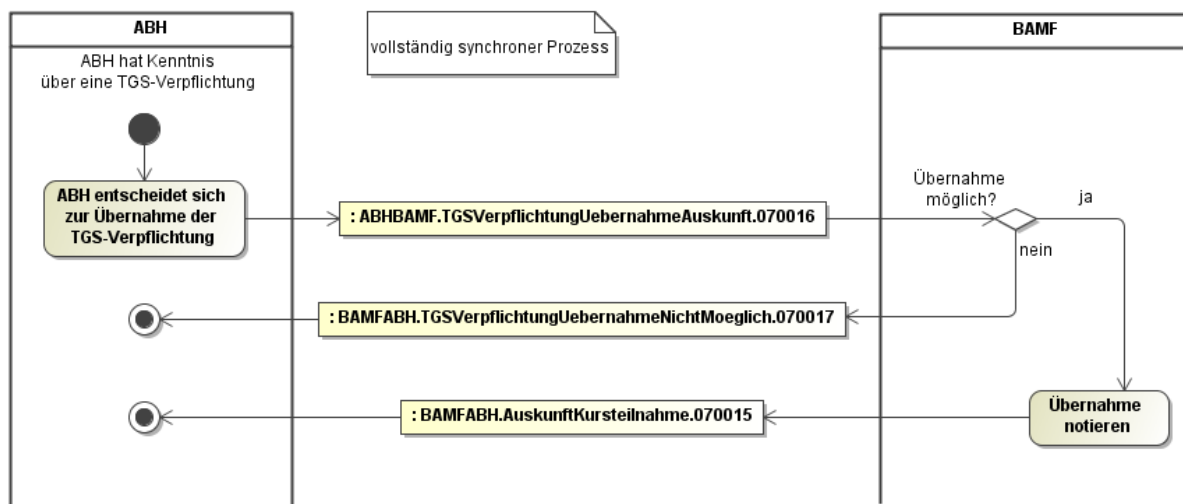 ABH
BAMF
ABH hat Kenntnis
über eine TGS-Verpflichtung
vollständig synchroner Prozess
ABH entscheidet sich
zur Übernahme der
TGS-Verpflichtung
: ABHBAMF.TGSVerpflichtungUebernahmeAuskunft.070016
Übernahme
möglich?
ja
nein
: BAMFABH.TGSVerpflichtungUebernahmeNichtMoeglich.070017
: BAMFABH.AuskunftKursteilnahme.070015
Übernahme
notieren